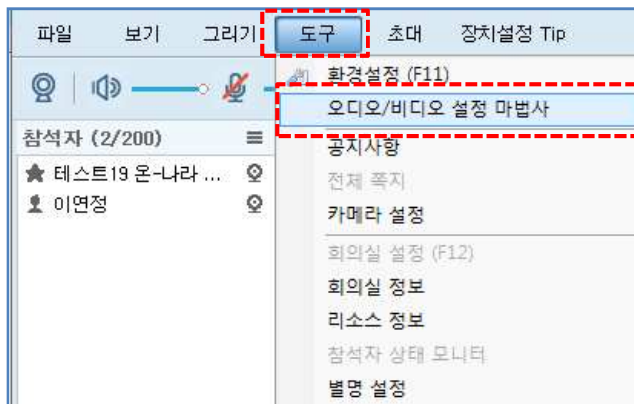 파일 보기 그리기 도구 초대 장치설정 Tip
환경설정 (F11)
오디오/비디오 설정 마법사
참석자 (2/200)
공지사항
테스트19 온-나라 ...
전체 쪽지
이연정
카메라 설정
회의실 설정 (F12)
회의실 정보
리소스 정보
참석자 상태 모니터
별명 설정